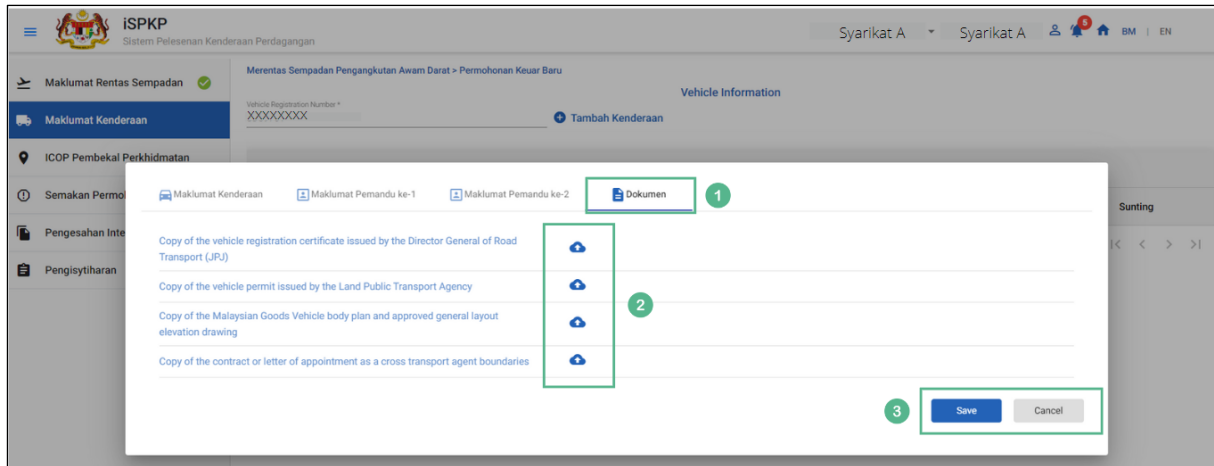 iSPKP
Sistem Pelesenan Kenderaan Perdagangan
Syarikat A
Syarikat A
5
BM | EN
Maklumat Rentas Sempadan
Maklumat Kenderaan
ICOP Pembekal Perkhidmatan
Semakan Permo
Pengesahan Inte
Pengisytiharan
Merentas Sempadan Pengangkutan Awam Darat > Permohonan Keuar Baru
Vehicle Information
Vehicle Registration Number *
XXXXXXXX
Tambah Kenderaan
Sunting
|< < > >|
Maklumat Kenderaan
Maklumat Pemandu ke-1
Maklumat Pemandu ke-2
Dokumen
1
Copy of the vehicle registration certificate issued by the Director General of Road
Transport (JPJ)
Copy of the vehicle permit issued by the Land Public Transport Agency
2
Copy of the Malaysian Goods Vehicle body plan and approved general layout
elevation drawing
Copy of the contract or letter of appointment as a cross transport agent boundaries
3
Save
Cancel